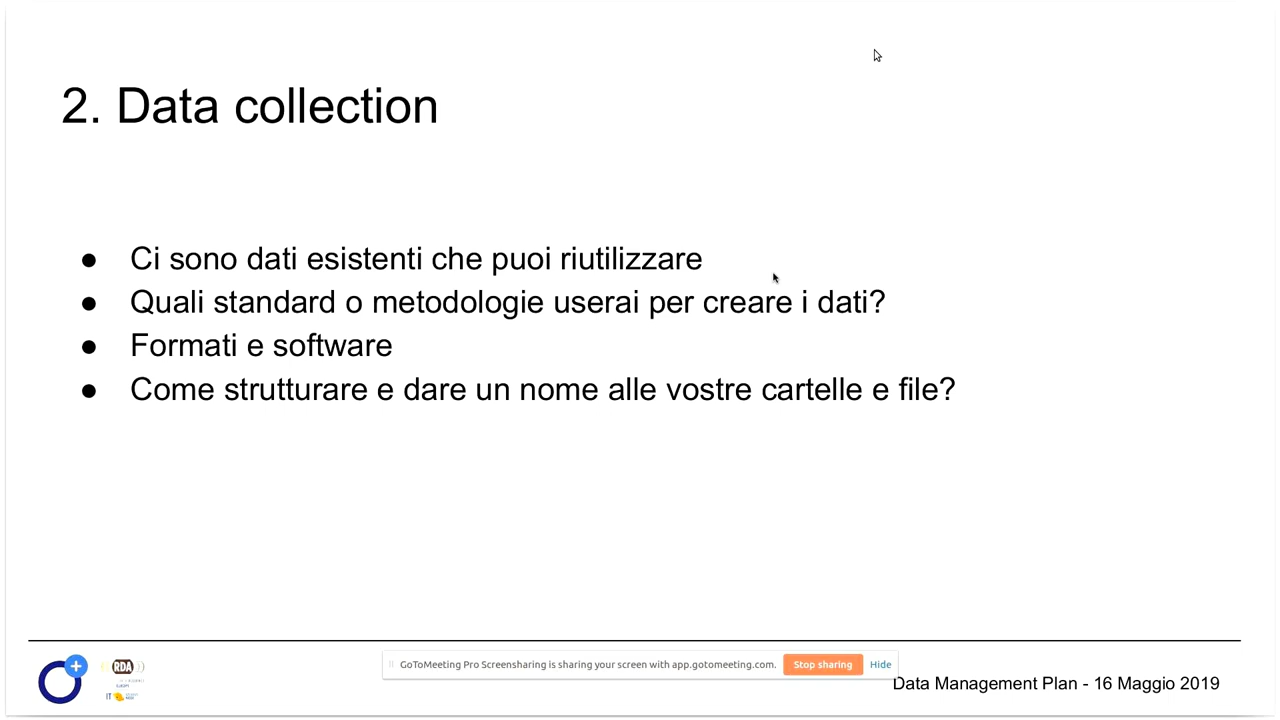 2. Data collection
● Ci sono dati esistenti che puoi riutilizzare
● Quali standard o metodologie userai per creare i dati?
● Formati e software
● Come strutturare e dare un nome alle vostre cartelle e file?
RDA
IT
GoToMeeting Pro Screensharing is sharing your screen with app.gotomeeting.com. Stop sharing Hide
Data Management Plan - 16 Maggio 2019